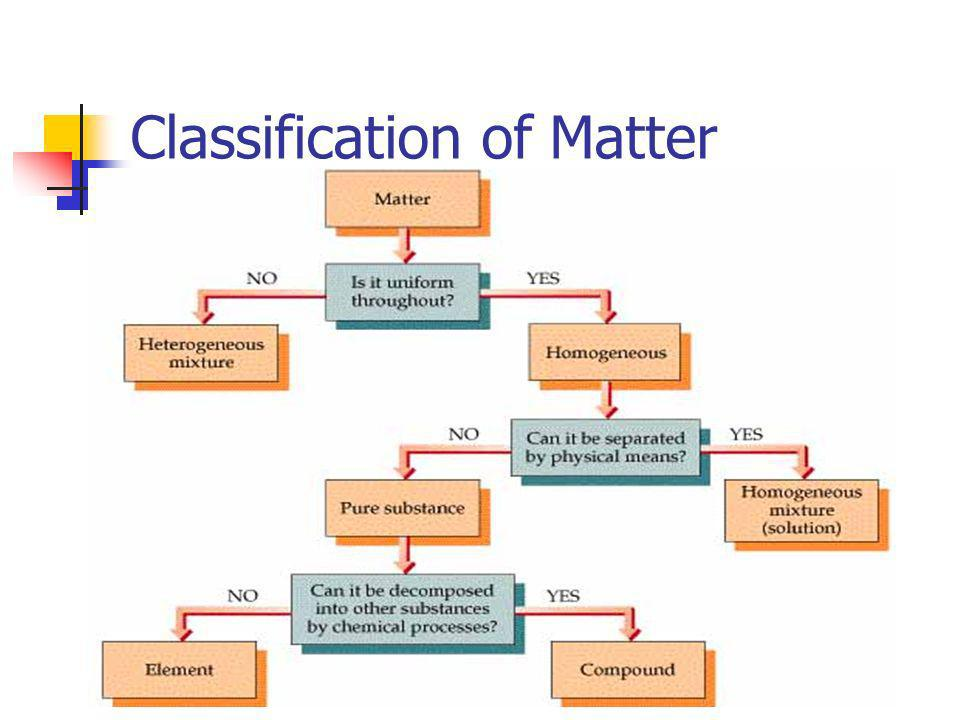 Classification of Matter
Matter
NO
Is it uniform
throughout?
YES
Heterogeneous
mixture
Homogeneous
NO
Can it be separated
by physical means?
YES
Pure substance
Homogeneous
mixture
(solution)
NO
Can it be decomposed
into other substances
by chemical processes?
YES
Element
Compound